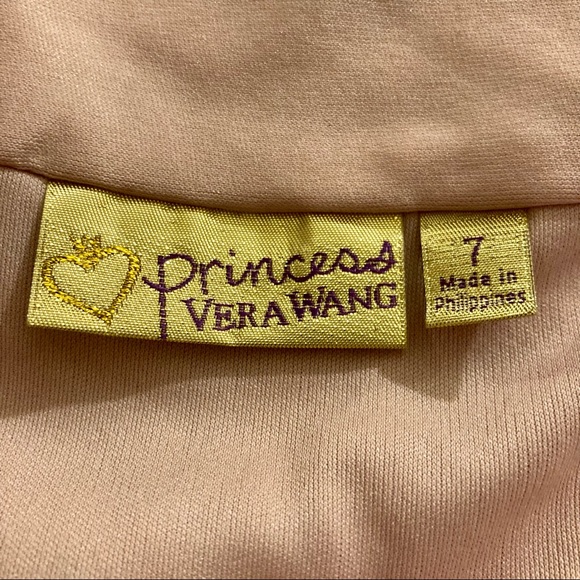 princess
VERA WANG
7
Made in
Philippines